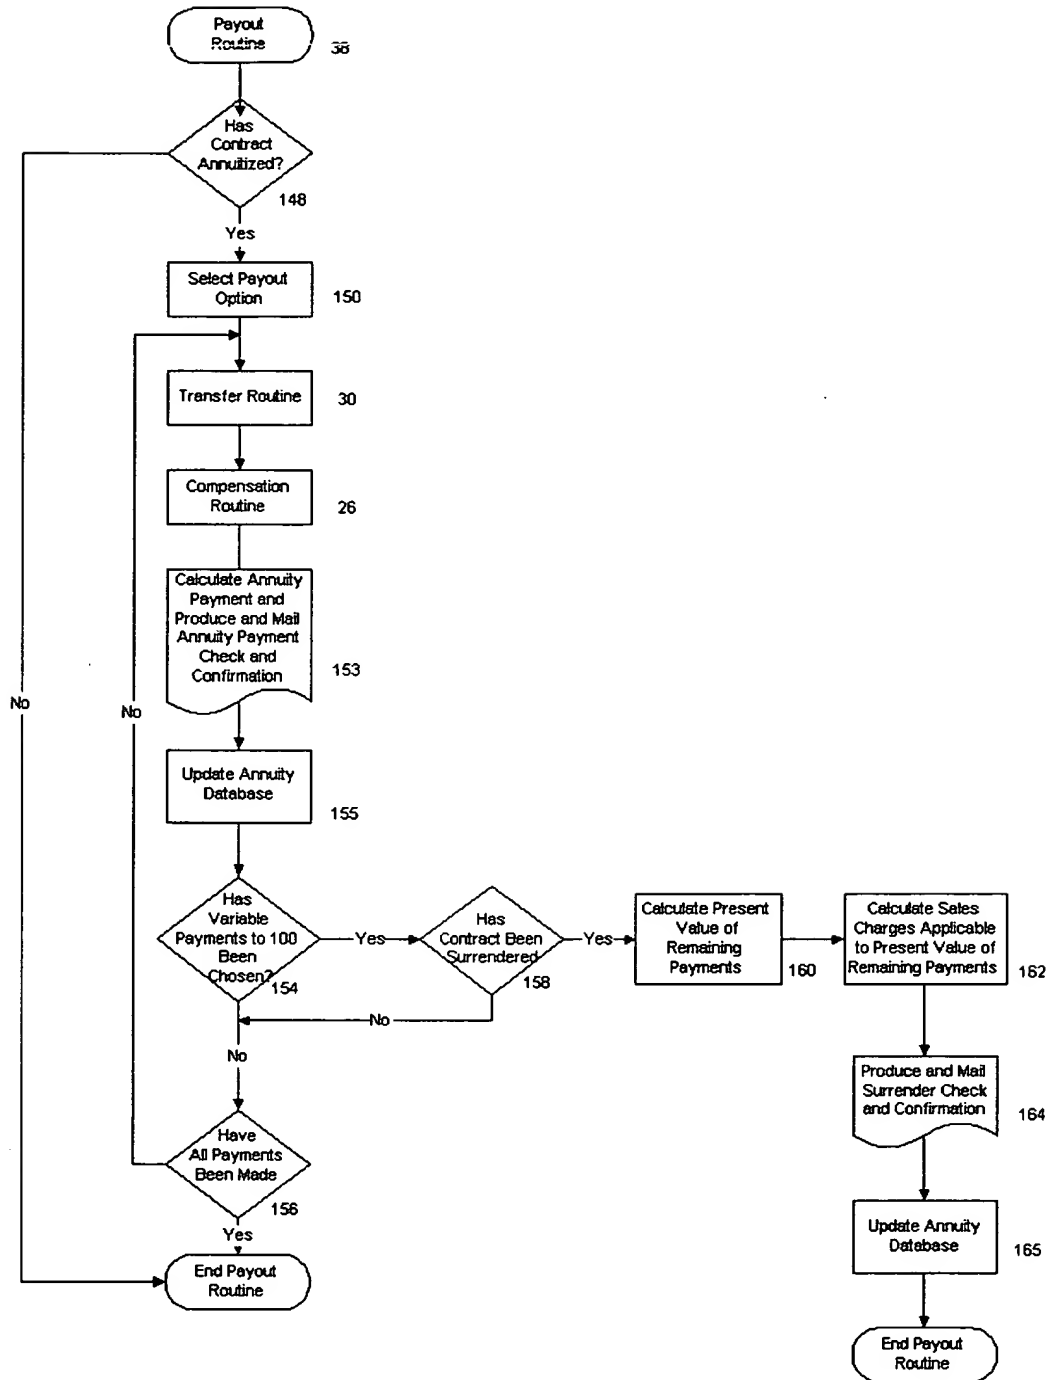 Payout
Routine
38
Has
Contract
Annuitized?
148
Yes
Select Payout
Option
150
Transfer Routine
30
Compensation
Routine
26
Calculate Annuity
Payment and
Produce and Mail
Annuity Payment
Check and
Confirmation
153
No
No
Update Annuity
Database
155
Has
Variable
Payments to 100
Been
Chosen?
154
Yes
Has
Contract Been
Surrendered
158
Yes
Calculate Present
Value of
Remaining
Payments
160
Calculate Sales
Charges Applicable
to Present Value of
Remaining Payments
162
No
No
Produce and Mail
Surrender Check
and Confirmation
164
Have
All Payments
Been Made
156
Yes
Update Annuity
Database
165
End Payout
Routine
End Payout
Routine